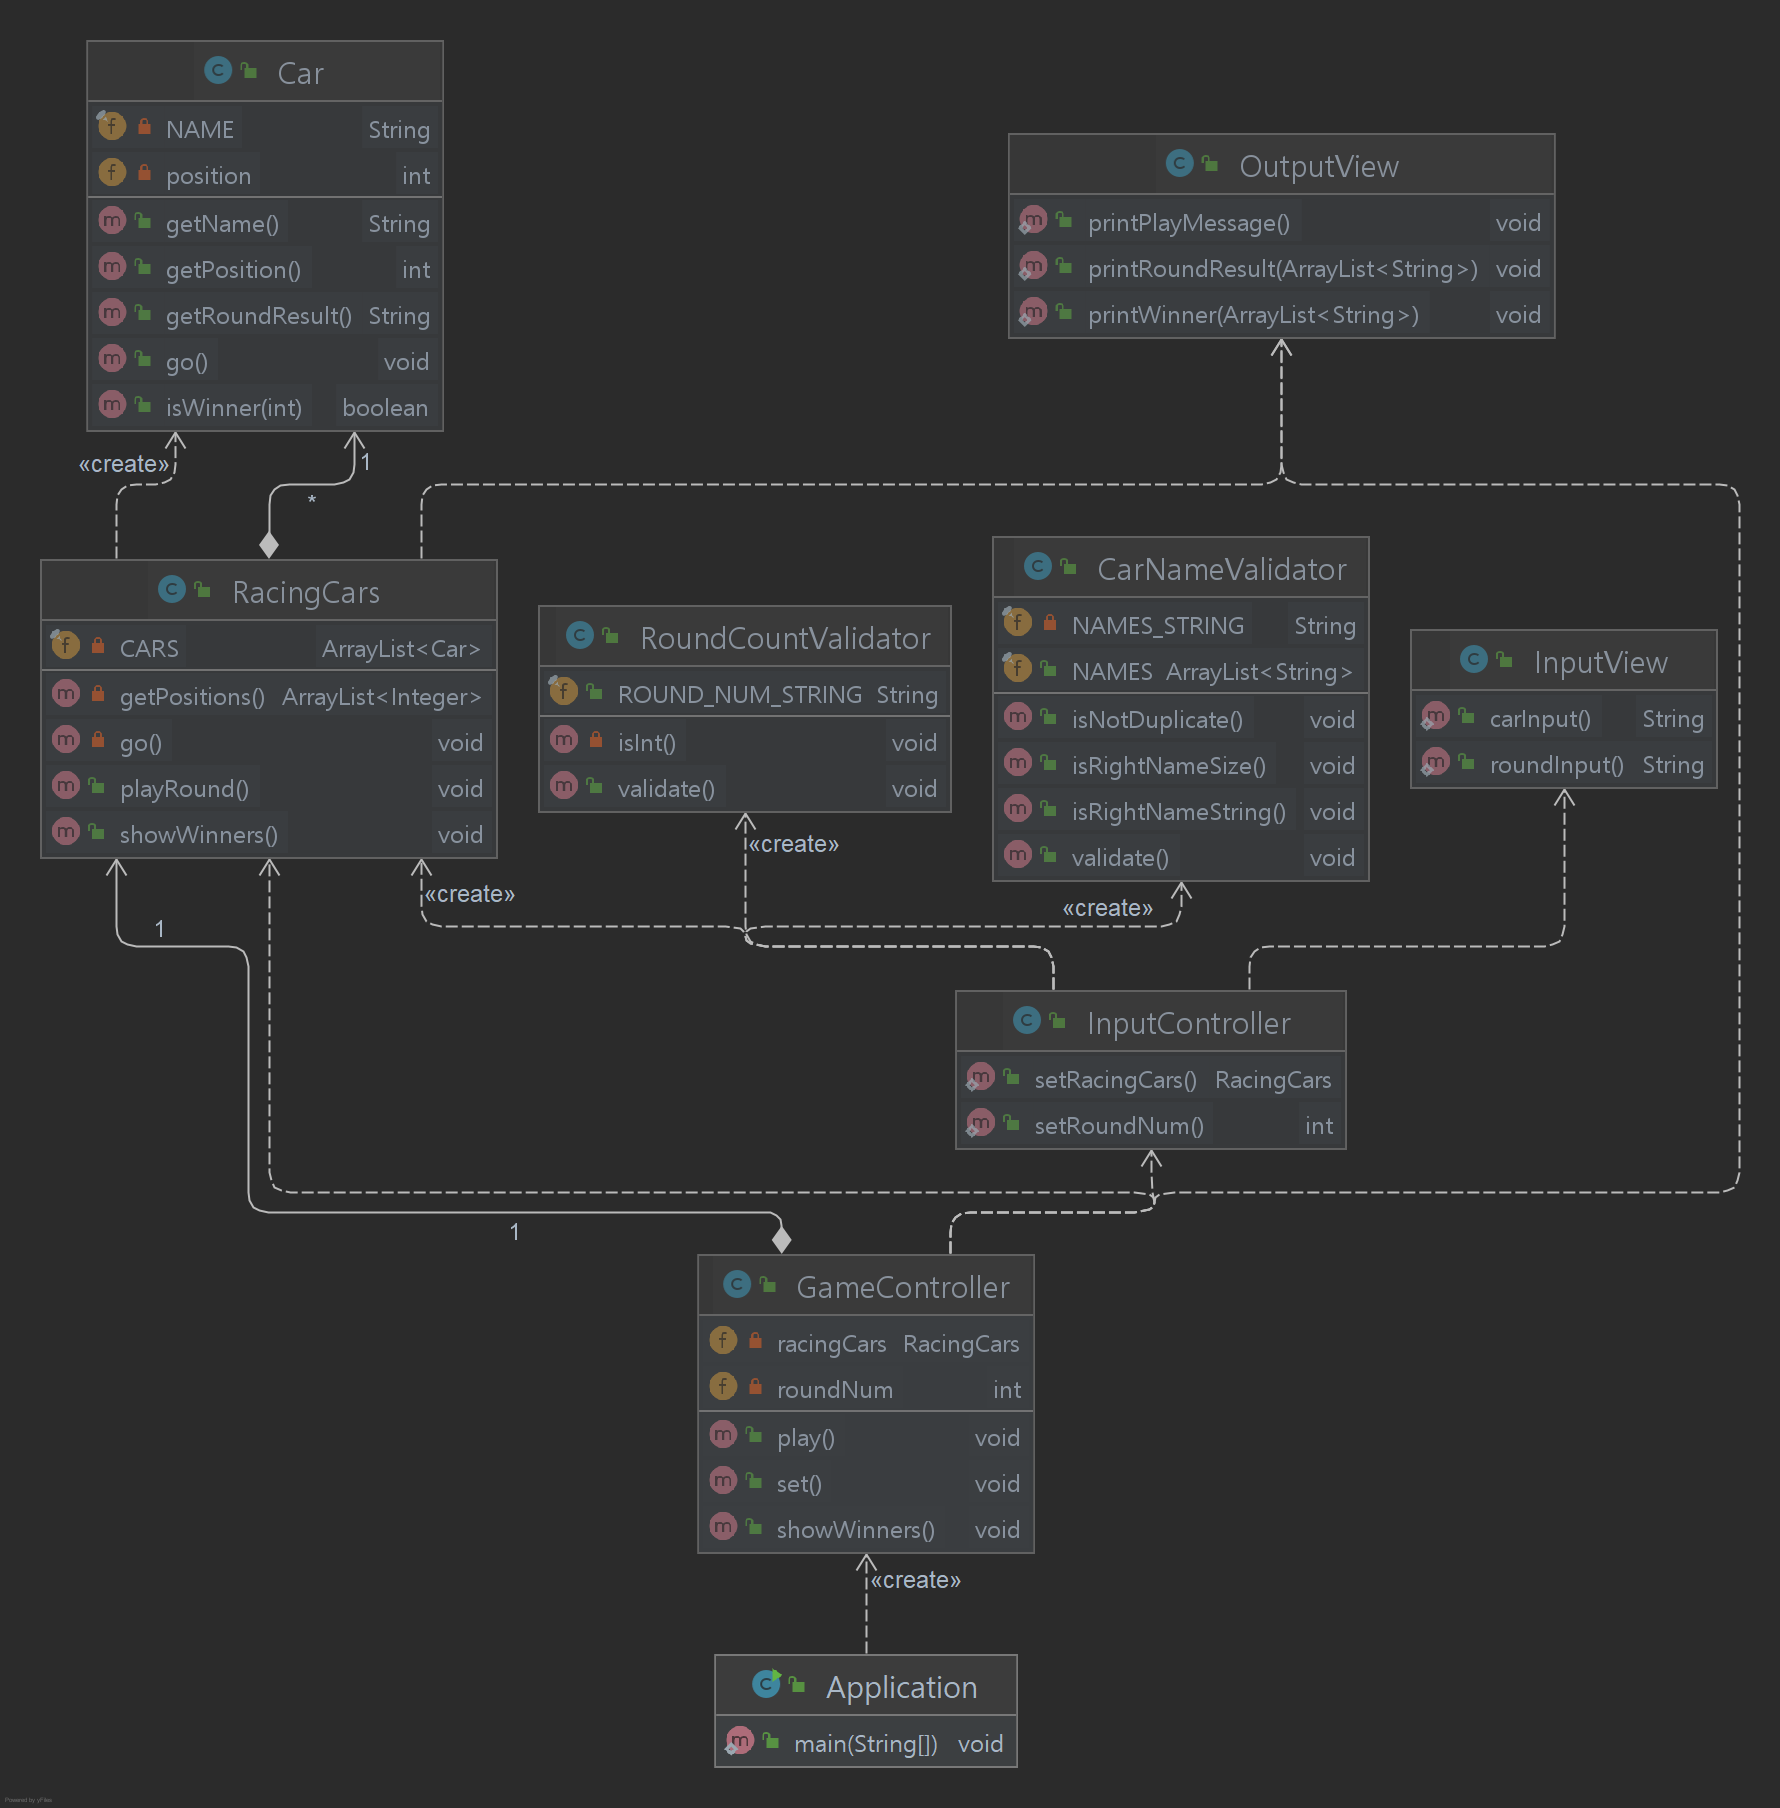 Car
NAME String
position int
getName() String
getPosition() int
getRoundResult() String
go() void
isWinner(int) boolean
OutputView
printPlayMessage() void
printRoundResult(ArrayList<String>) void
printWinner(ArrayList<String>) void
«create»
1
*
RacingCars
CARS ArrayList<Car>
getPositions() ArrayList<Integer>
go() void
playRound() void
showWinners() void
RoundCountValidator
ROUND_NUM_STRING String
isInt() void
validate() void
CarNameValidator
NAMES_STRING String
NAMES ArrayList<String>
isNotDuplicate() void
isRightNameSize() void
isRightNameString() void
validate() void
InputView
carInput() String
roundInput() String
«create»
«create»
«create»
1
InputController
setRacingCars() RacingCars
setRoundNum() int
1
GameController
racingCars RacingCars
roundNum int
play() void
set() void
showWinners() void
«create»
Application
main(String[]) void
Powered by yFiles